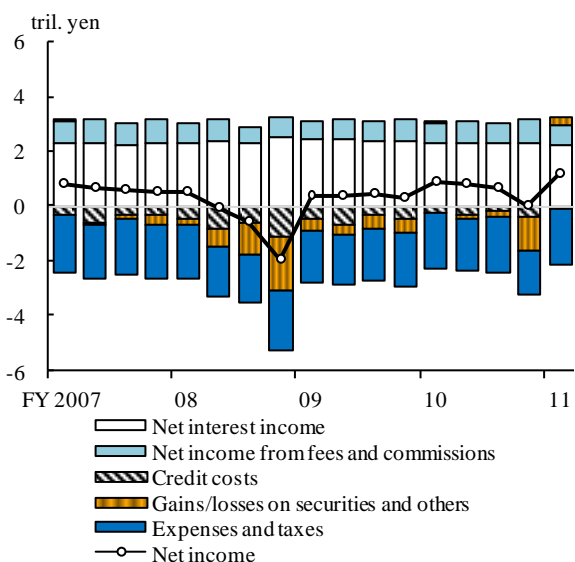 tril. yen
6
4
2
0
-2
-4
-6
FY 2007 08 09 10 11
Net interest income
Net income from fees and commissions
Credit costs
Gains/losses on securities and others
Expenses and taxes
Net income